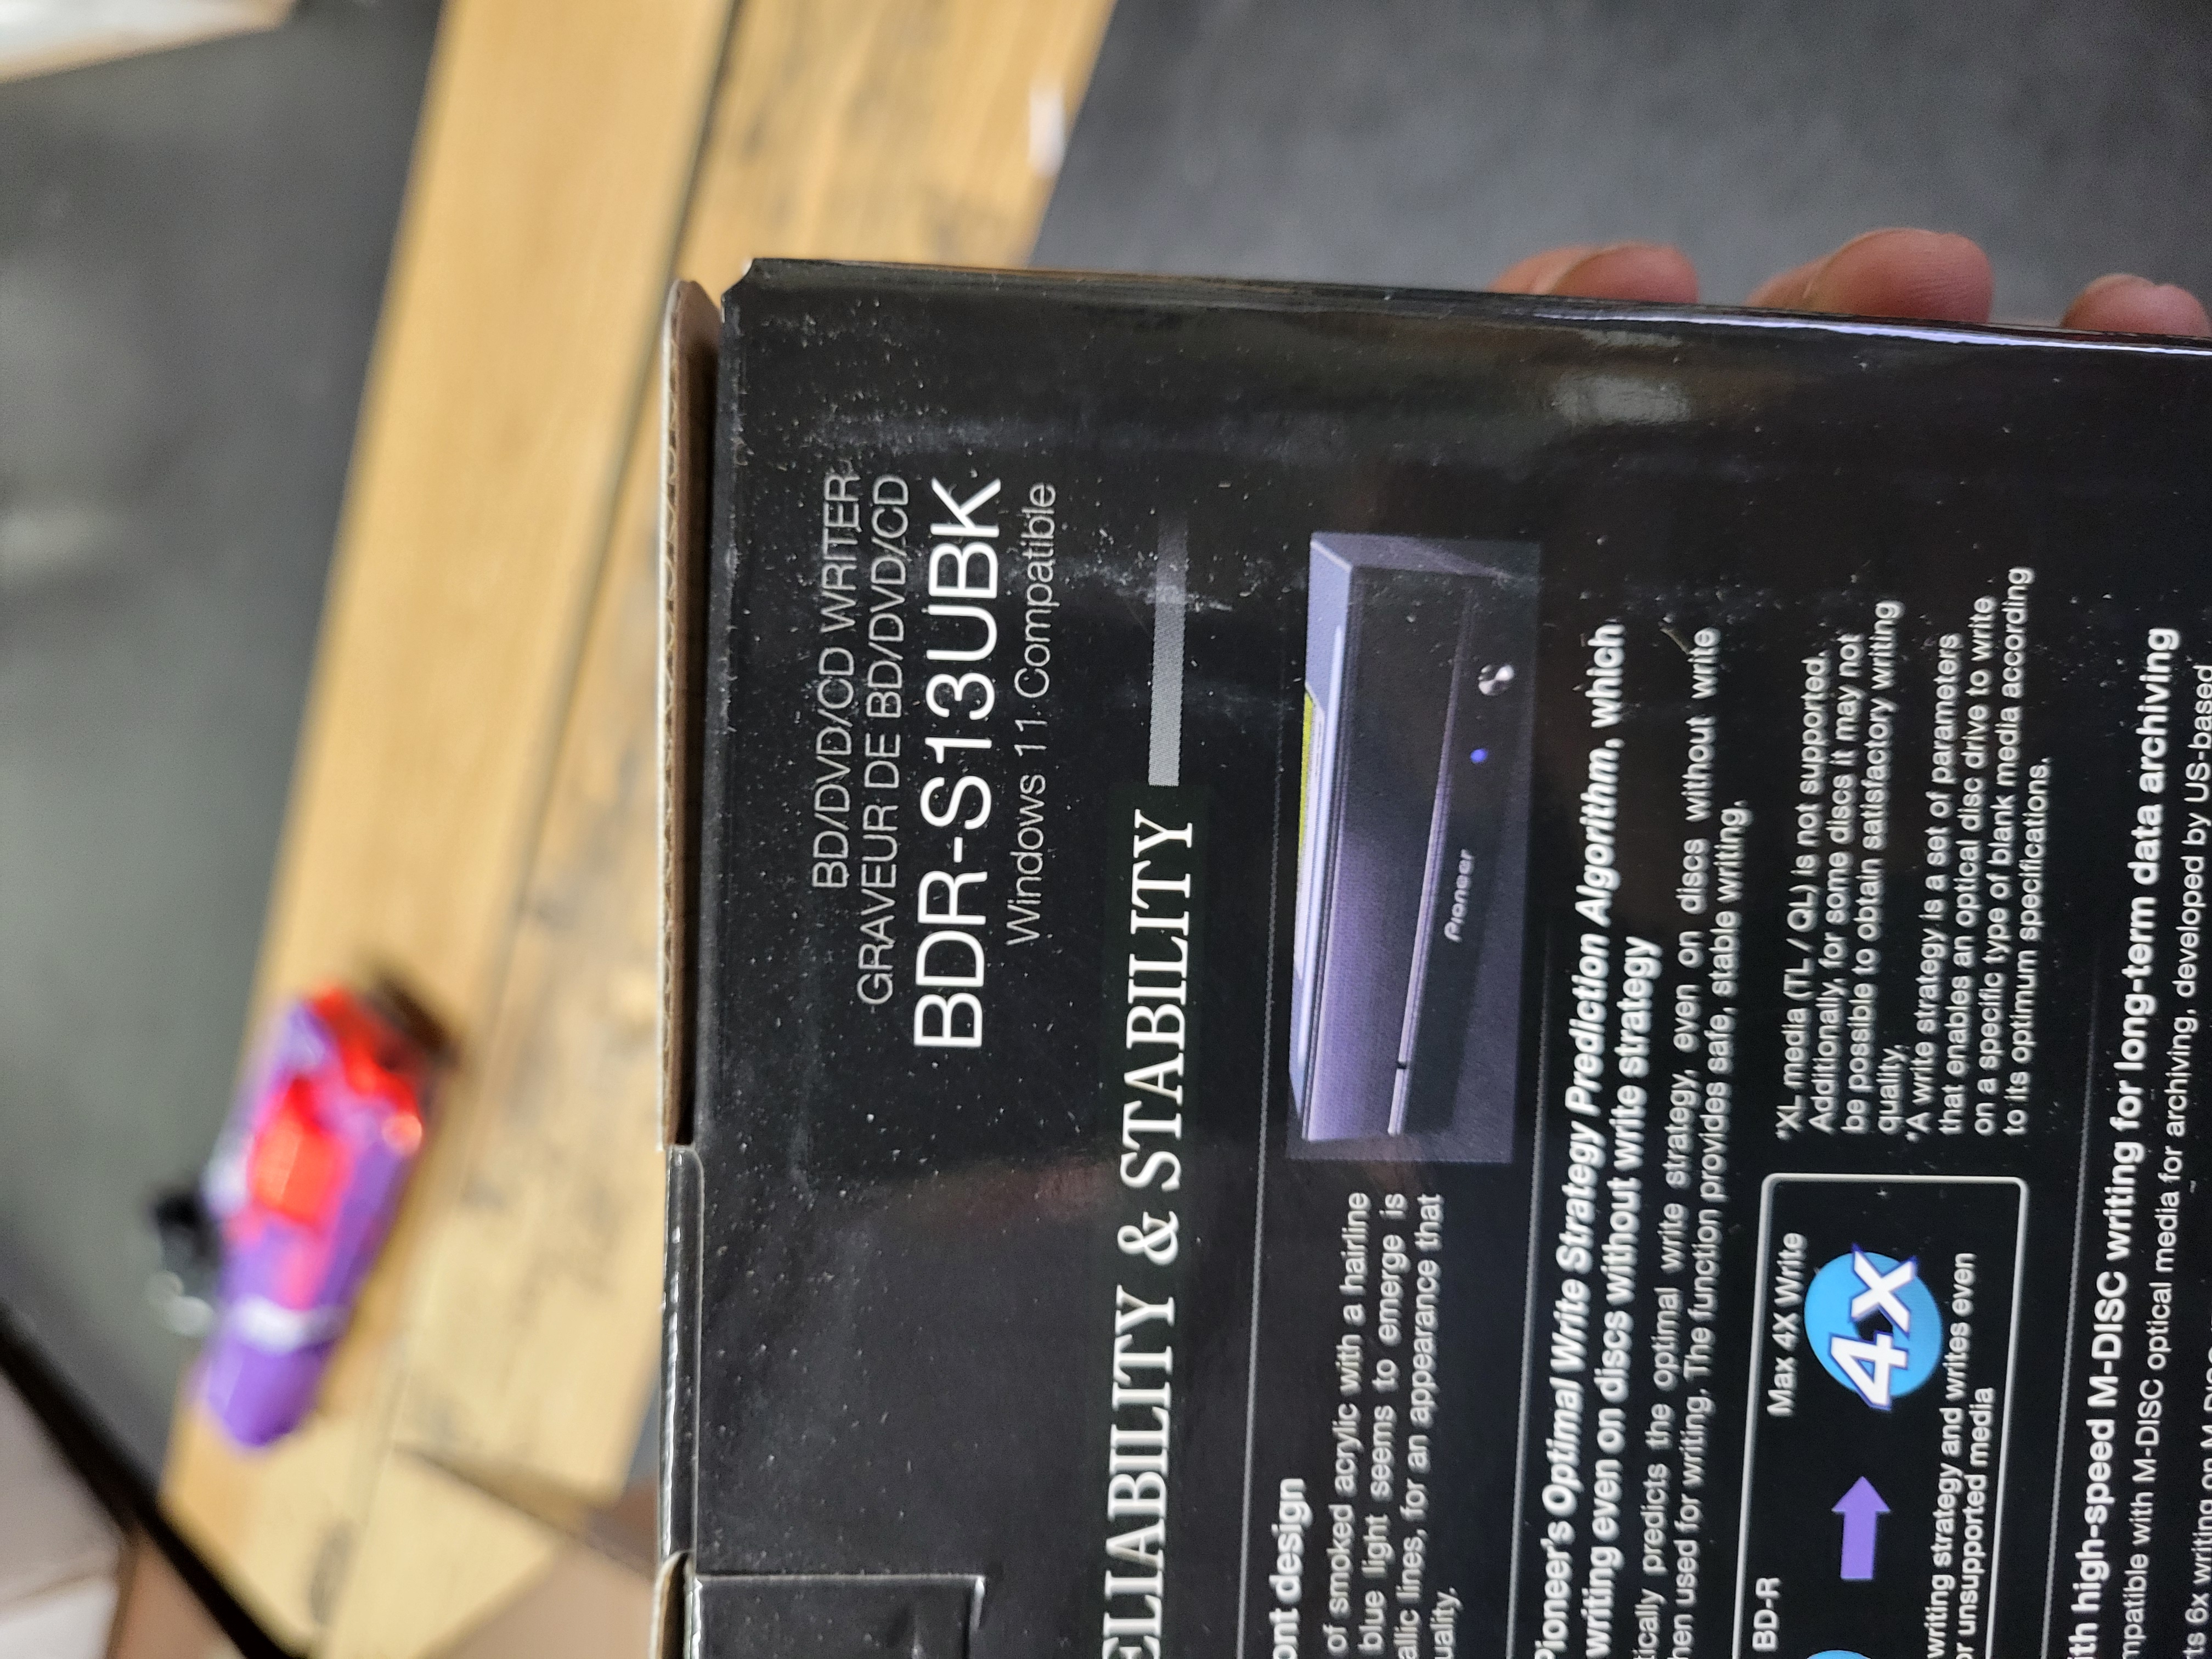 BD/DVD/CD WRITER
GRAVEUR DE BD/DVD/CD
BDR-S13UBK
Windows 11 Compatible
ELIABILITY & STABILITY
ont design
of smoked acrylic with a hairline
blue light seems to emerge is
allic lines, for an appearance that
uality.
Pioneer
Pioneer's Optimal Write Strategy Prediction Algorithm, which
writing even on discs without write strategy
tically predicts the optimal write strategy, even on discs without write
hen used for writing. The function provides safe, stable writing.
BD-R
Max 4X Write
4x
writing strategy and writes even
or unsupported media
*XL media (TL / QL) is not supported.
Additionally, for some discs it may not
be possible to obtain satisfactory writing
quality.
*A write strategy is a set of parameters
that enables an optical disc drive to write
on a specific type of blank media according
to its optimum specifications.
ith high-speed M-DISC writing for long-term data archiving
mpatible with M-DISC optical media for archiving, developed by US-based
rts 6x writing on